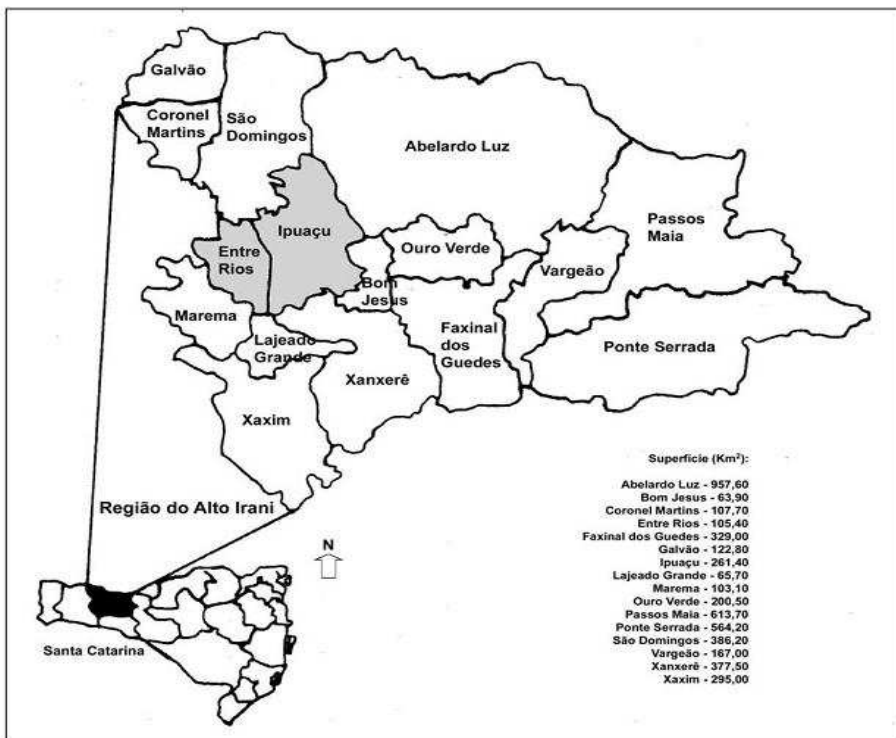 Galvão
Coronel
Martins
São
Domingos
Abelardo Luz
Passos
Maia
Ipuaçu
Entre
Rios
Ouro Verde
Vargeão
Bom
Jesus
Marema
Lajeado
Grande
Faxinal
dos
Guedes
Ponte Serrada
Xanxerê
Xaxim
Região do Alto Irani
N
Santa Catarina
Superficie (Km²):
Abelardo Luz - 957,60
Bom Jesus - 63,90
Coronel Martins - 107,70
Entre Rios - 105,40
Faxinal dos Guedes - 329,00
Galvão - 122,80
Ipuaçu - 261,40
Lajeado Grande - 65,70
Marema - 103,10
Ouro Verde - 200,50
Passos Maia - 613,70
Ponte Serrada - 564,20
São Domingos - 386,20
Vargeão - 167,00
Xanxerê - 377,50
Xaxim - 295,00